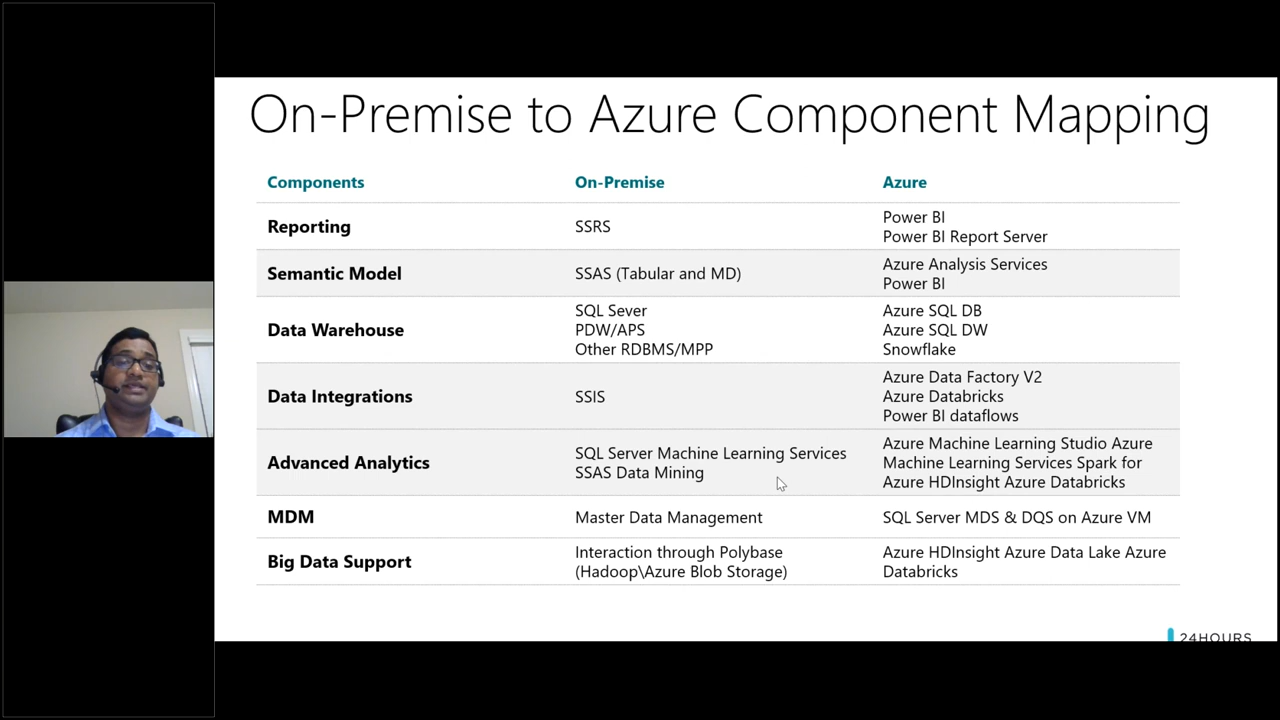 On-Premise to Azure Component Mapping
Components On-Premise Azure
Reporting
SSRS
Power BI
Power BI Report Server
Semantic Model
SSAS (Tabular and MD)
Azure Analysis Services
Power BI
Data Warehouse
SQL Sever
PDW/APS
Other RDBMS/MPP
Azure SQL DB
Azure SQL DW
Snowflake
Data Integrations
SSIS
Azure Data Factory V2
Azure Databricks
Power BI dataflows
Advanced Analytics
SQL Server Machine Learning Services
SSAS Data Mining
Azure Machine Learning Studio Azure
Machine Learning Services Spark for
Azure HDInsight Azure Databricks
MDM
Master Data Management
SQL Server MDS & DQS on Azure VM
Big Data Support
Interaction through Polybase
(Hadoop\Azure Blob Storage)
Azure HDInsight Azure Data Lake Azure
Databricks
24HOURS